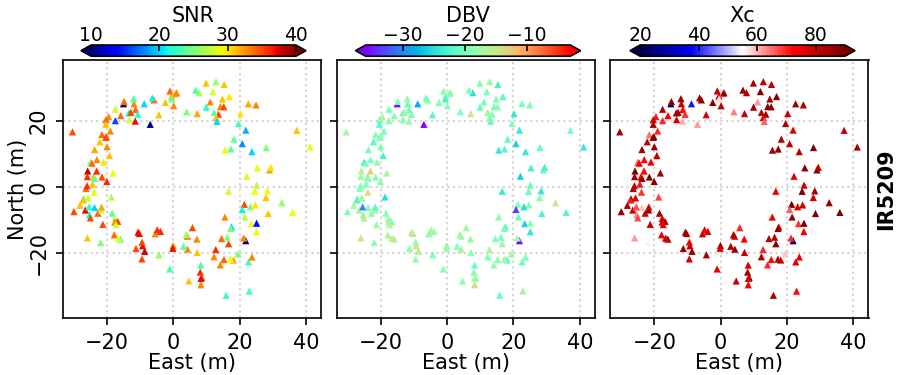 SNR DBV Xc
10 20 30 40 −30 −20 −10 20 40 60 80
North (m)
20
0
−20
−20 0 20 40 −20 0 20 40 −20 0 20 40
East (m) East (m) East (m)
IR5209